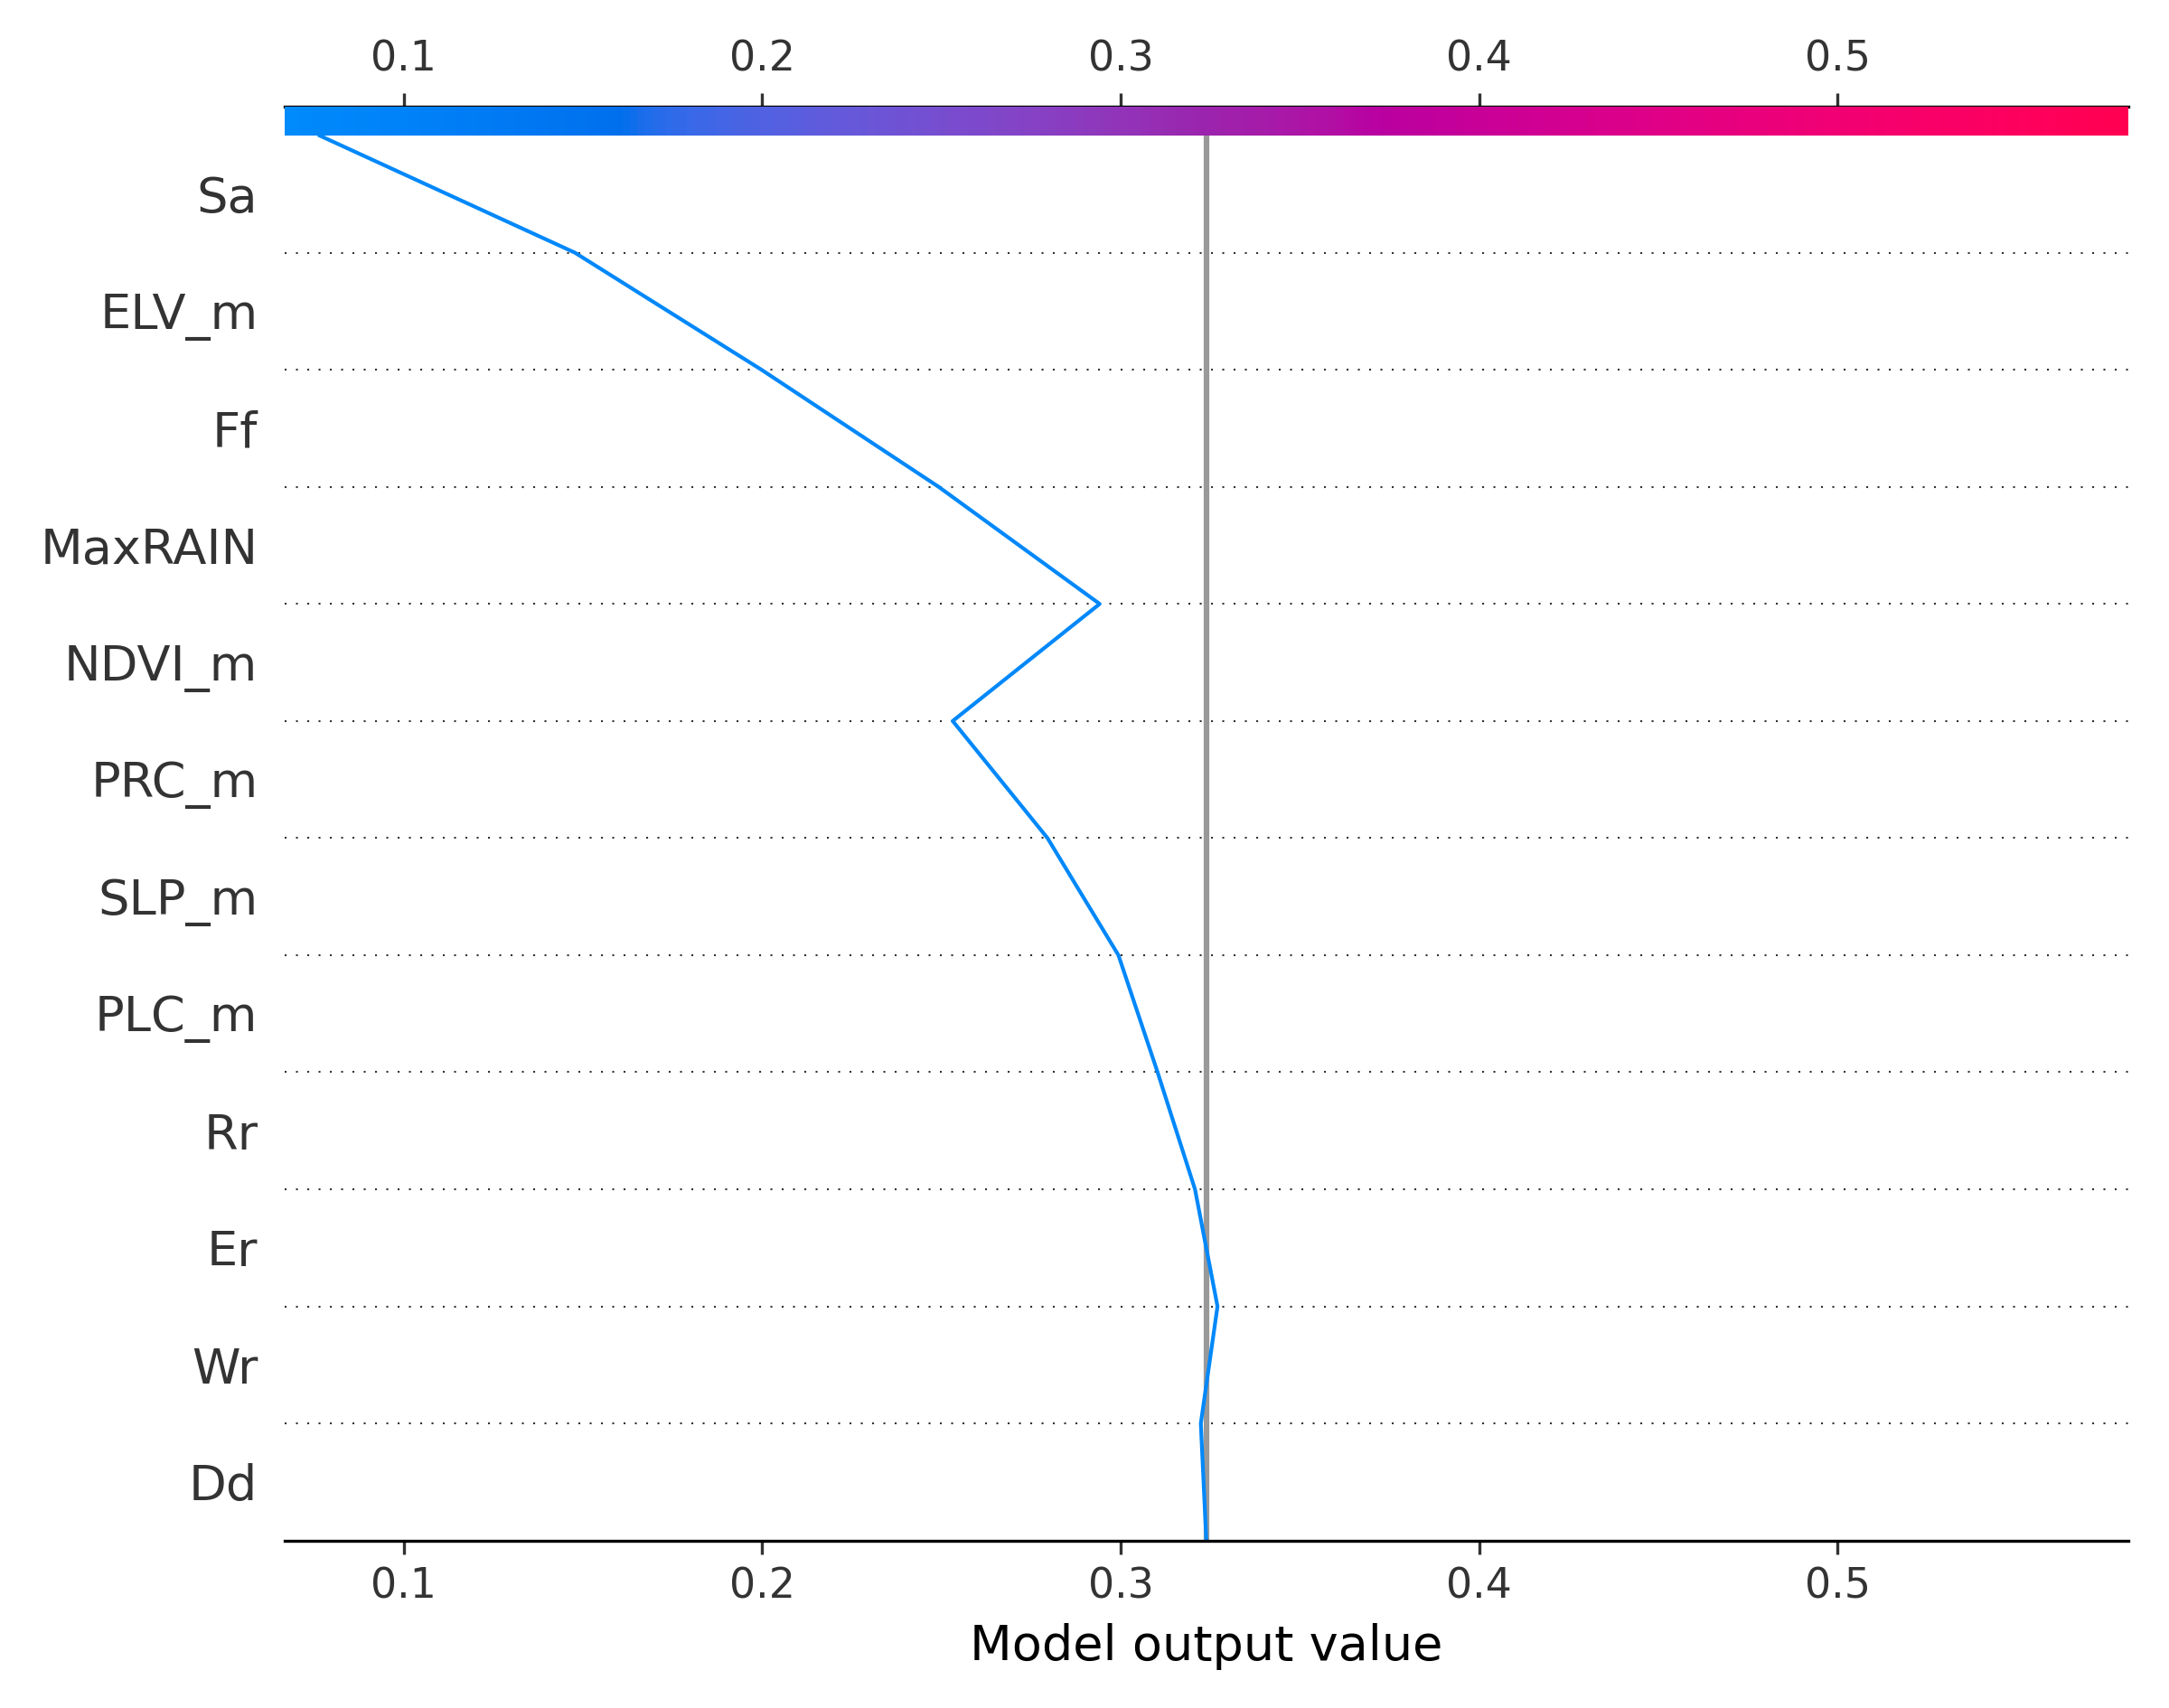 0.1 0.2 0.3 0.4 0.5
Sa
ELV_m
Ff
MaxRAIN
NDVI_m
PRC_m
SLP_m
PLC_m
Rr
Er
Wr
Dd
0.1 0.2 0.3 0.4 0.5
Model output value